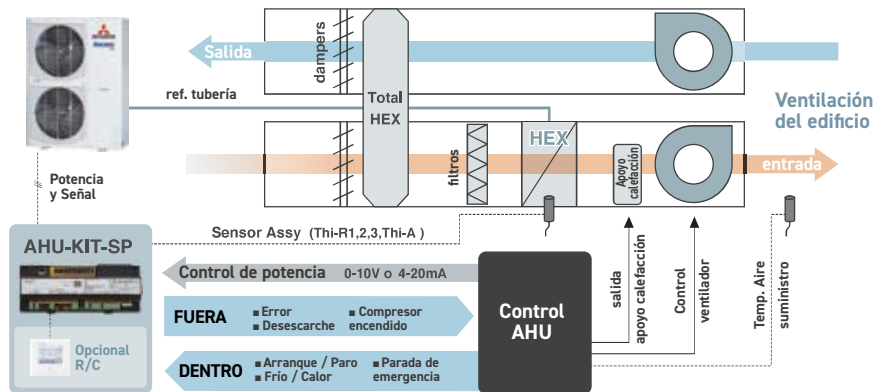 Salida
dampers
Total
HEX
ref. tubería
Ventilación
del edificio
filtros
HEX
Apoyo
calefacción
entrada
Potencia
y Señal
Sensor Assy (Thi-R1,2,3,Thi-A )
AHU-KIT-SP
Control de potencia 0-10V o 4-20mA
FUERA
■ Error
■ Desescarche
■ Compresor
encendido
DENTRO
■ Arranque / Paro
■ Frío / Calor
■ Parada de
emergencia
Control
AHU
salida
apoyo calefacción
Control
ventilador
Temp. Aire
suministro
Opcional
R/C